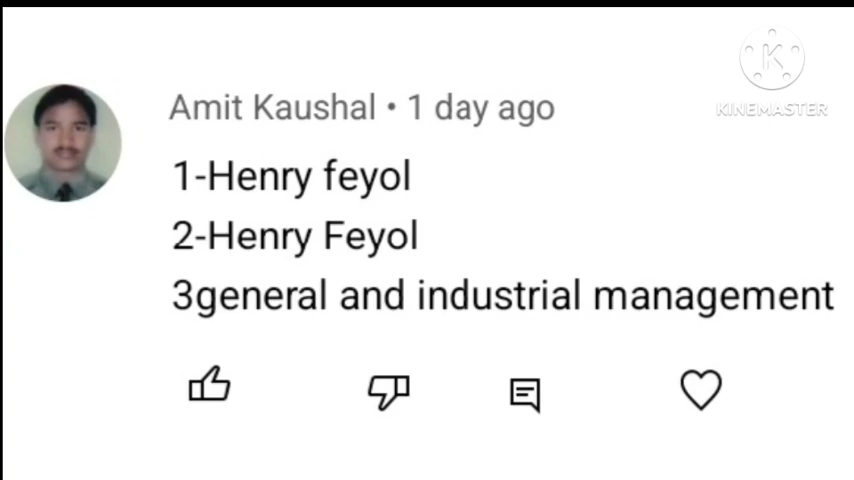 Amit Kaushal • 1 day ago
KINEMASTER
1-Henry feyol
2-Henry Feyol
3general and industrial management